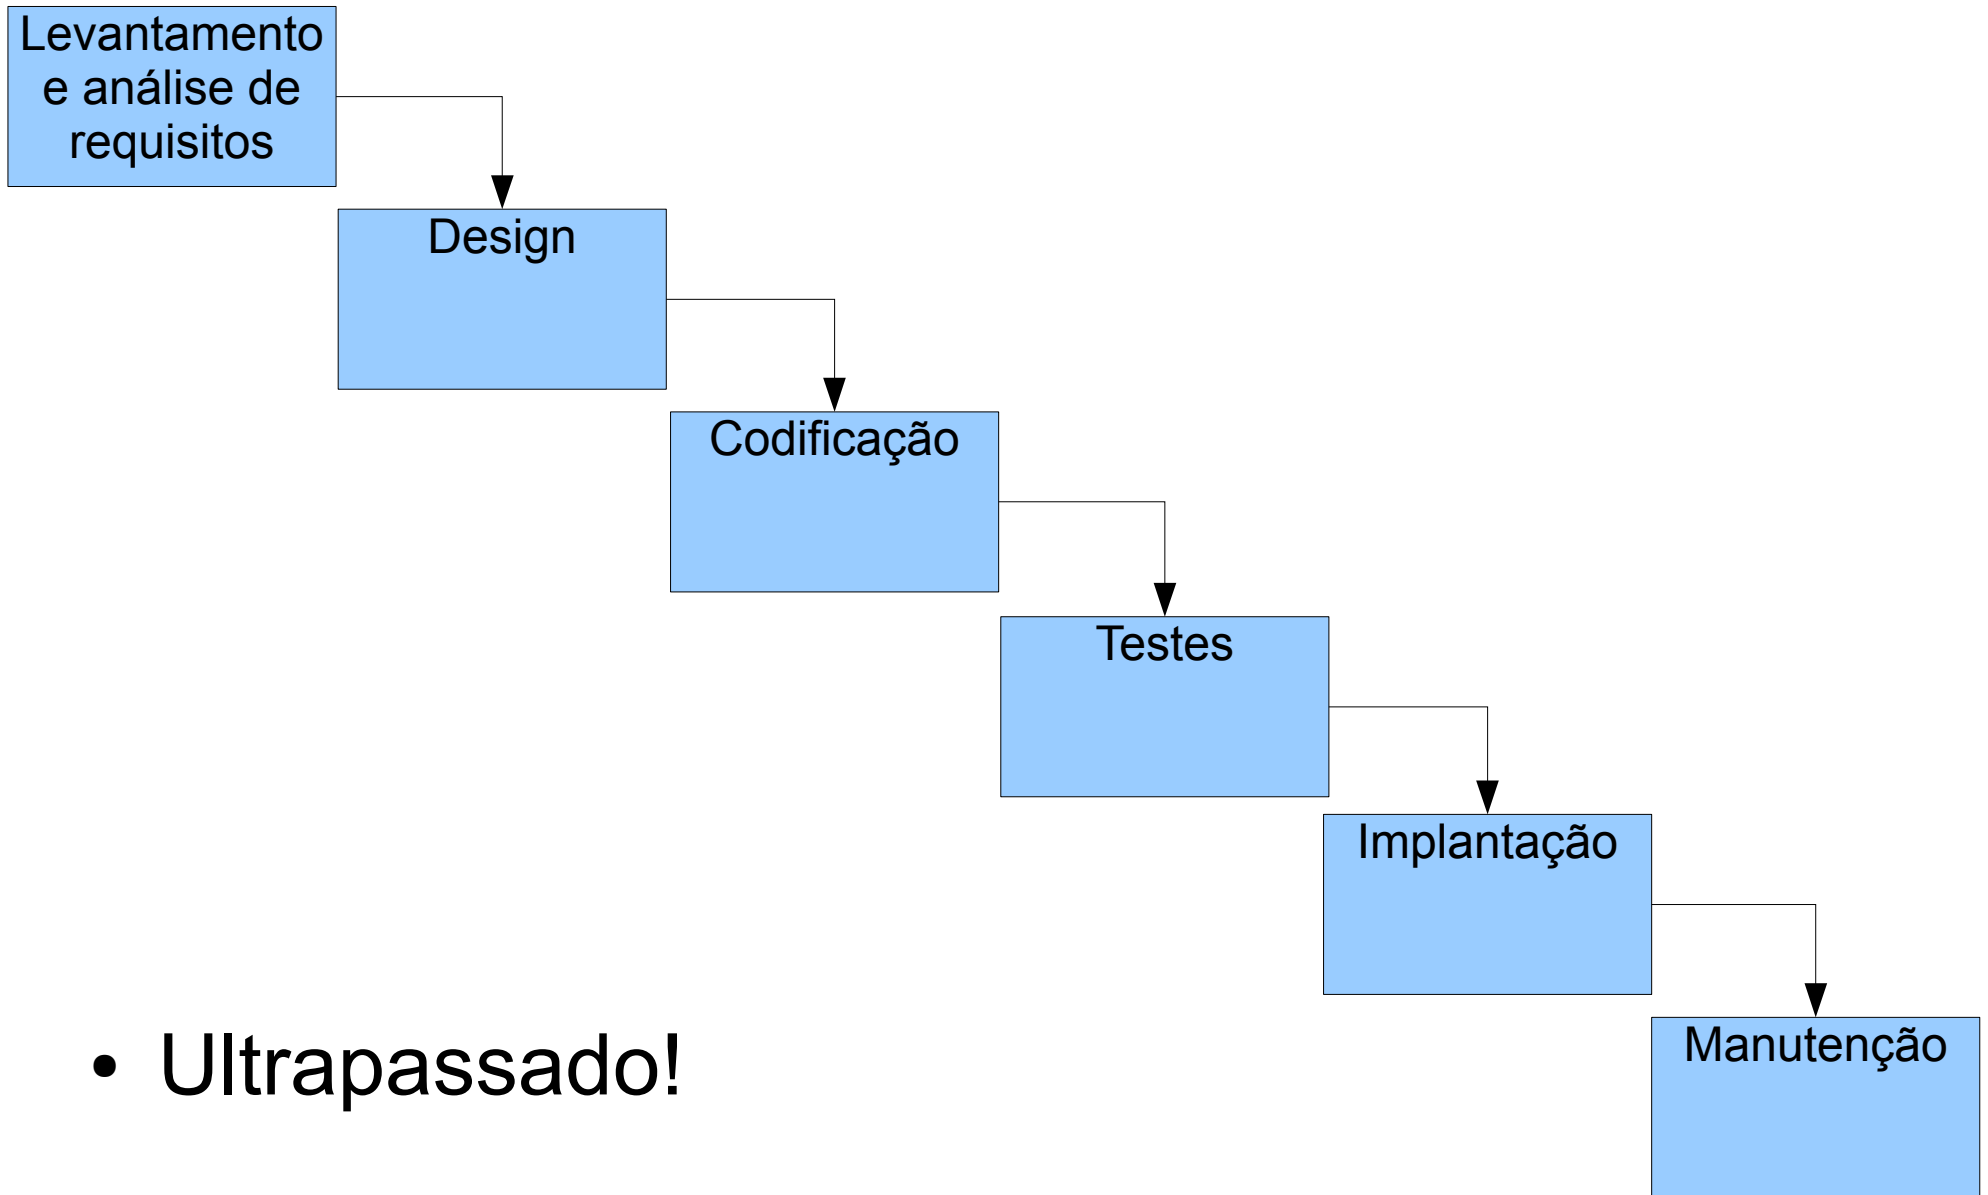 Levantamento
e análise de
requisitos
Design
Codificação
Testes
Implantação
Manutenção
• Ultrapassado!